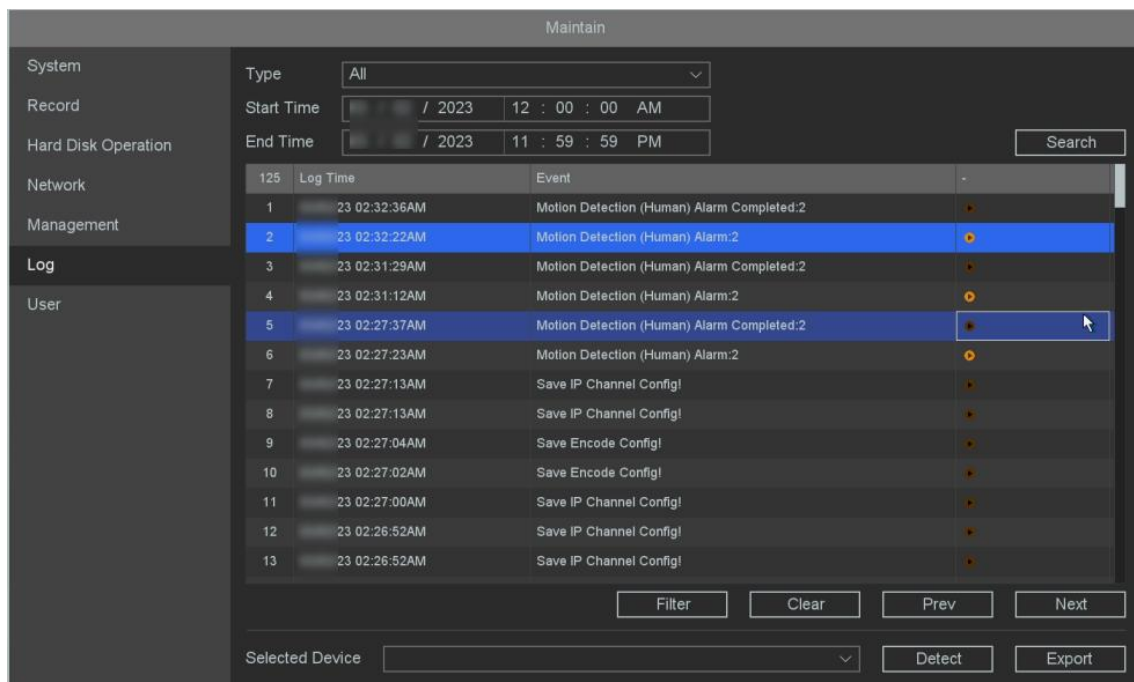 Maintain
System
Record
Hard Disk Operation
Network
Management
Log
User
Type All
Start Time / 2023 12 : 00 : 00 AM
End Time / 2023 11 : 59 : 59 PM
Search
125 Log Time Event -
1 23 02:32:36AM Motion Detection (Human) Alarm Completed:2
2 23 02:32:22AM Motion Detection (Human) Alarm:2
3 23 02:31:29AM Motion Detection (Human) Alarm Completed:2
4 23 02:31:12AM Motion Detection (Human) Alarm:2
5 23 02:27:37AM Motion Detection (Human) Alarm Completed:2
6 23 02:27:23AM Motion Detection (Human) Alarm:2
7 23 02:27:13AM Save IP Channel Config!
8 23 02:27:13AM Save IP Channel Config!
9 23 02:27:04AM Save Encode Config!
10 23 02:27:02AM Save Encode Config!
11 23 02:27:00AM Save IP Channel Config!
12 23 02:26:52AM Save IP Channel Config!
13 23 02:26:52AM Save IP Channel Config!
Filter Clear Prev Next
Selected Device Detect Export